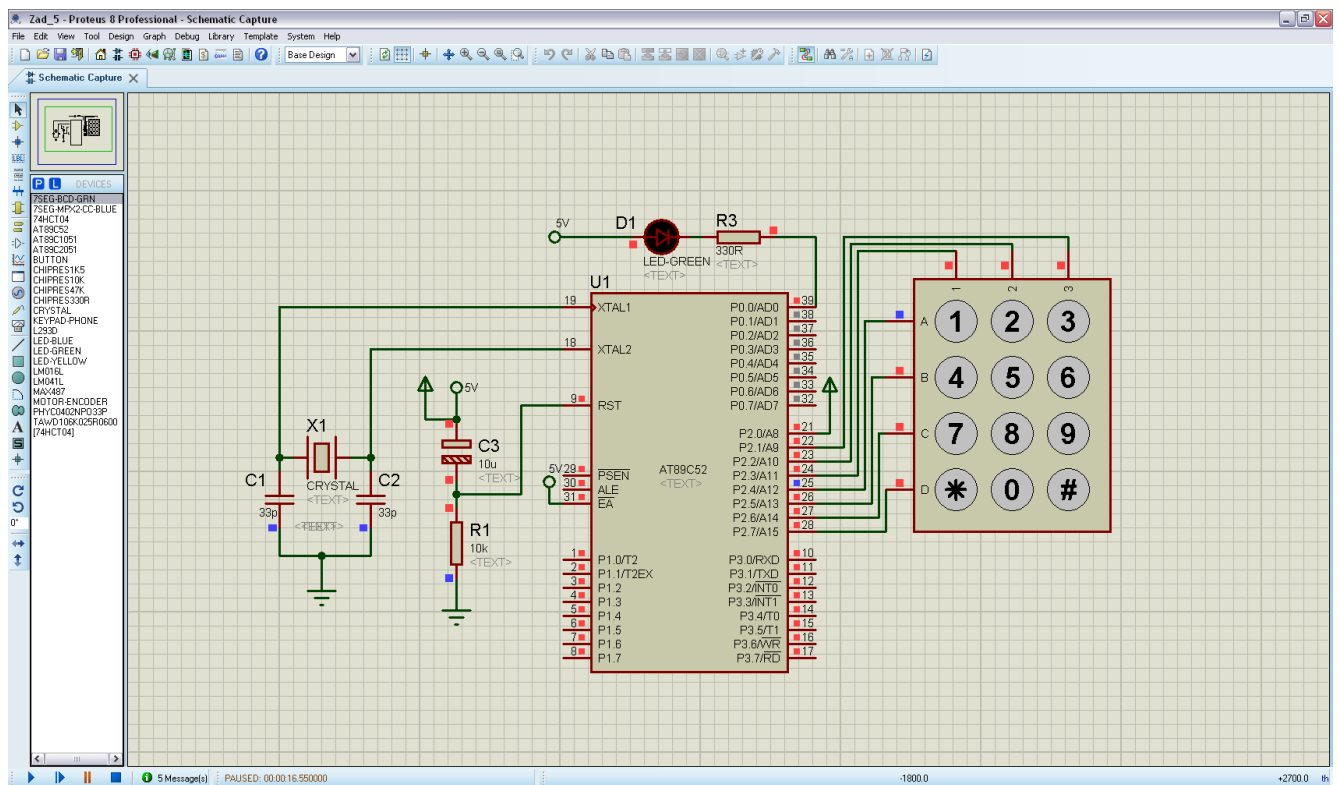 Zad_5 - Proteus 8 Professional - Schematic Capture
File Edit View Tool Design Graph Debug Library Template System Help
Base Design
Schematic Capture
P L DEVICES
7SEG-BCD-GRN
7SEG-MPX2-CC-BLUE
74HCT04
AT89C52
AT89C1051
AT89C2051
BUTTON
CHIPRES1K5
CHIPRES10K
CHIPRES47K
CHIPRES330R
CRYSTAL
KEYPAD-PHONE
L293D
LED-BLUE
LED-GREEN
LED-YELLOW
LM016L
LM041L
MAX487
MOTOR-ENCODER
PHYC0402NPO33P
TAWD106K025R0600
[74HCT04]
0°
5V
D1
LED-GREEN
<TEXT>
R3
330R
<TEXT>
U1
AT89C52
<TEXT>
19 XTAL1
18 XTAL2
9 RST
29 PSEN
30 ALE
31 EA
1 P1.0/T2
2 P1.1/T2EX
3 P1.2
4 P1.3
5 P1.4
6 P1.5
7 P1.6
8 P1.7
P0.0/AD0 39
P0.1/AD1 38
P0.2/AD2 37
P0.3/AD3 36
P0.4/AD4 35
P0.5/AD5 34
P0.6/AD6 33
P0.7/AD7 32
P2.0/A8 21
P2.1/A9 22
P2.2/A10 23
P2.3/A11 24
P2.4/A12 25
P2.5/A13 26
P2.6/A14 27
P2.7/A15 28
P3.0/RXD 10
P3.1/TXD 11
P3.2/INT0 12
P3.3/INT1 13
P3.4/T0 14
P3.5/T1 15
P3.6/WR 16
P3.7/RD 17
5V
5V
X1
CRYSTAL
<TEXT>
C1
33p
C2
33p
C3
10u
<TEXT>
R1
10k
<TEXT>
1 2 3
A 1 2 3
B 4 5 6
C 7 8 9
D * 0 #
5 Message(s) PAUSED: 00:00:16.550000 -1800.0 +2700.0 th